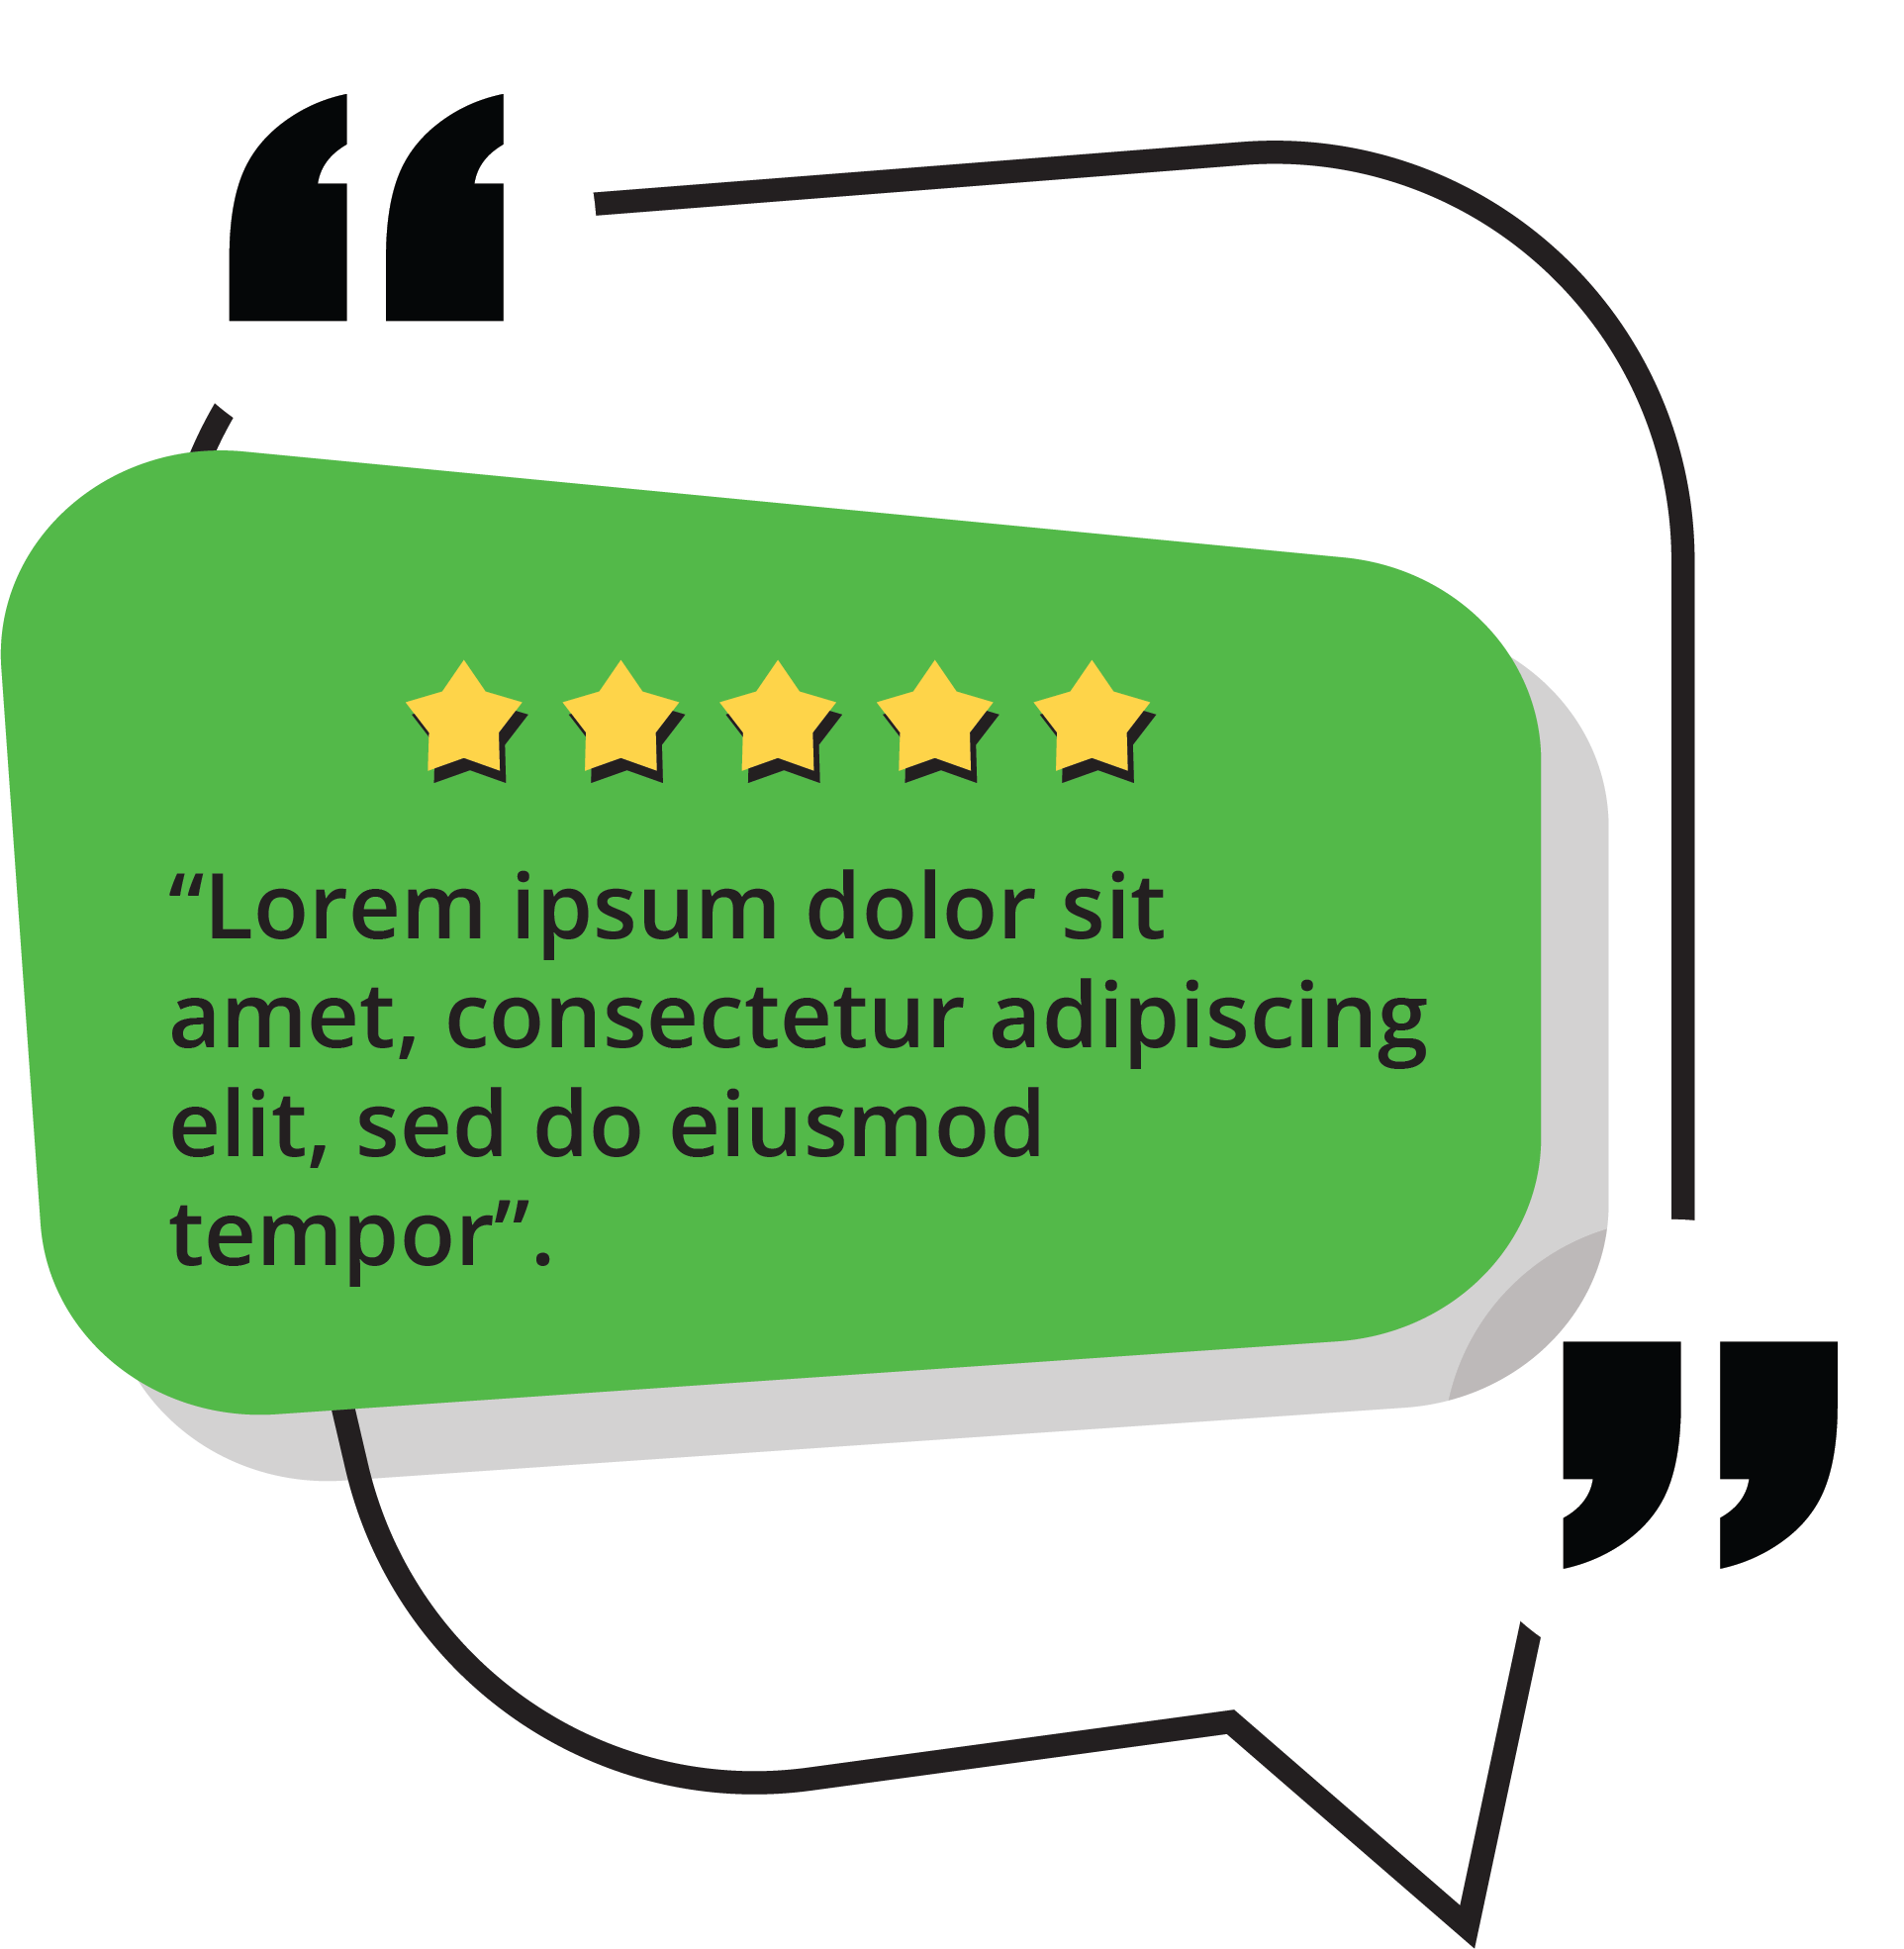 “Lorem ipsum dolor sit
amet, consectetur adipiscing
elit, sed do eiusmod
tempor”.